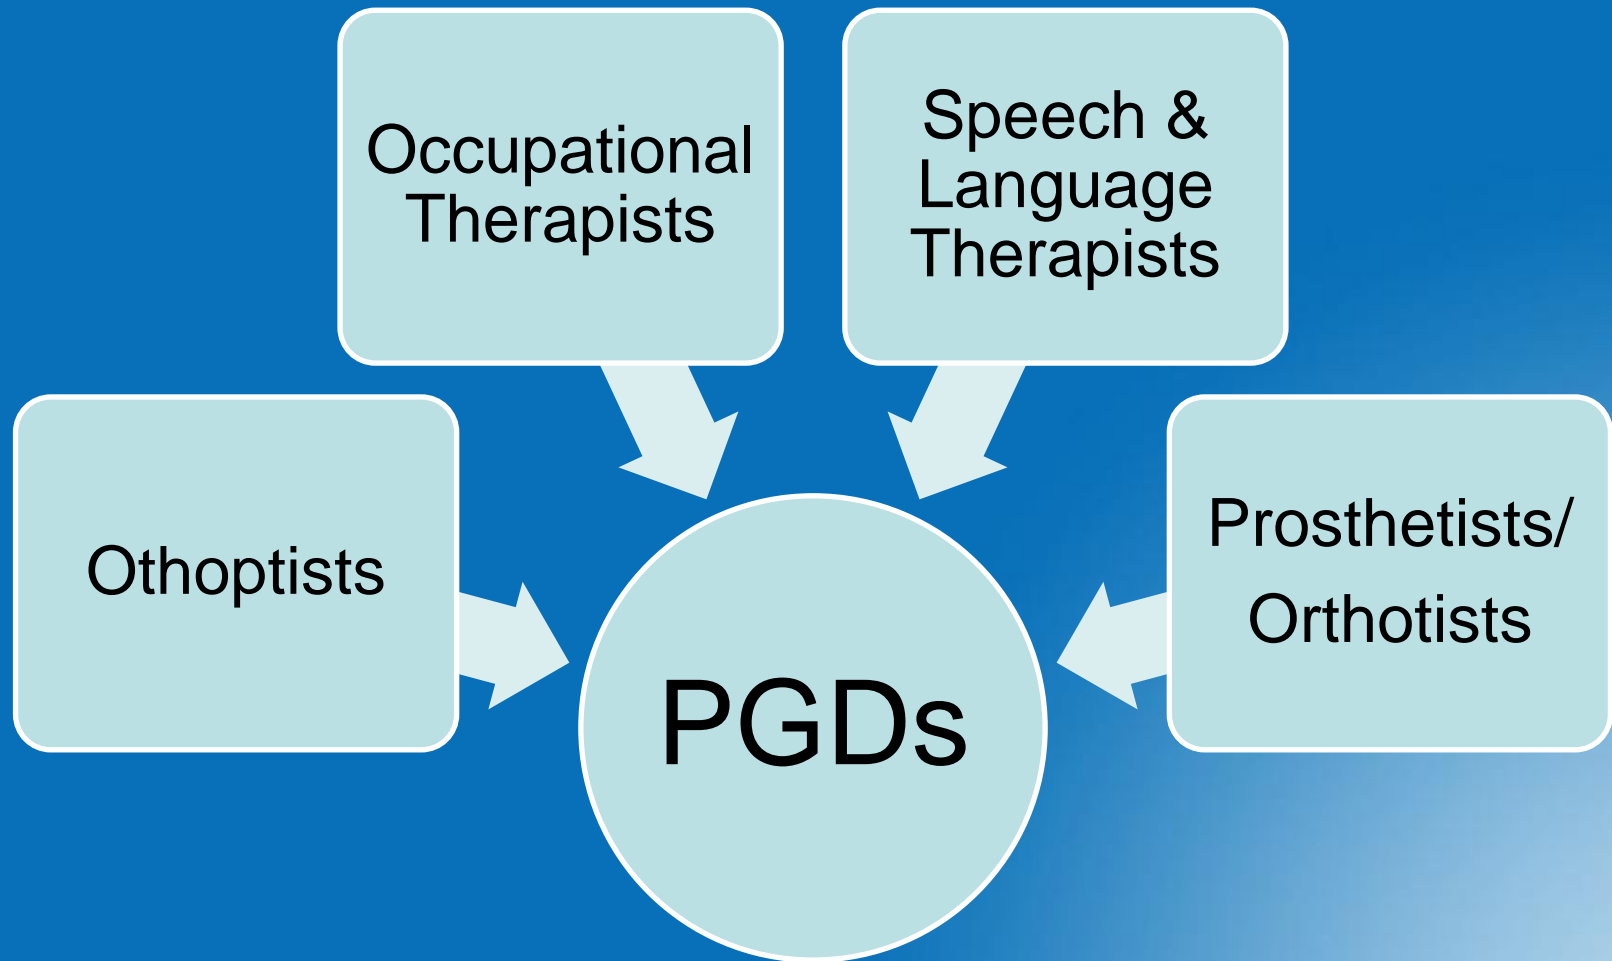 Occupational
Therapists
Speech &
Language
Therapists
Othoptists
Prosthetists/
Orthotists
PGDs